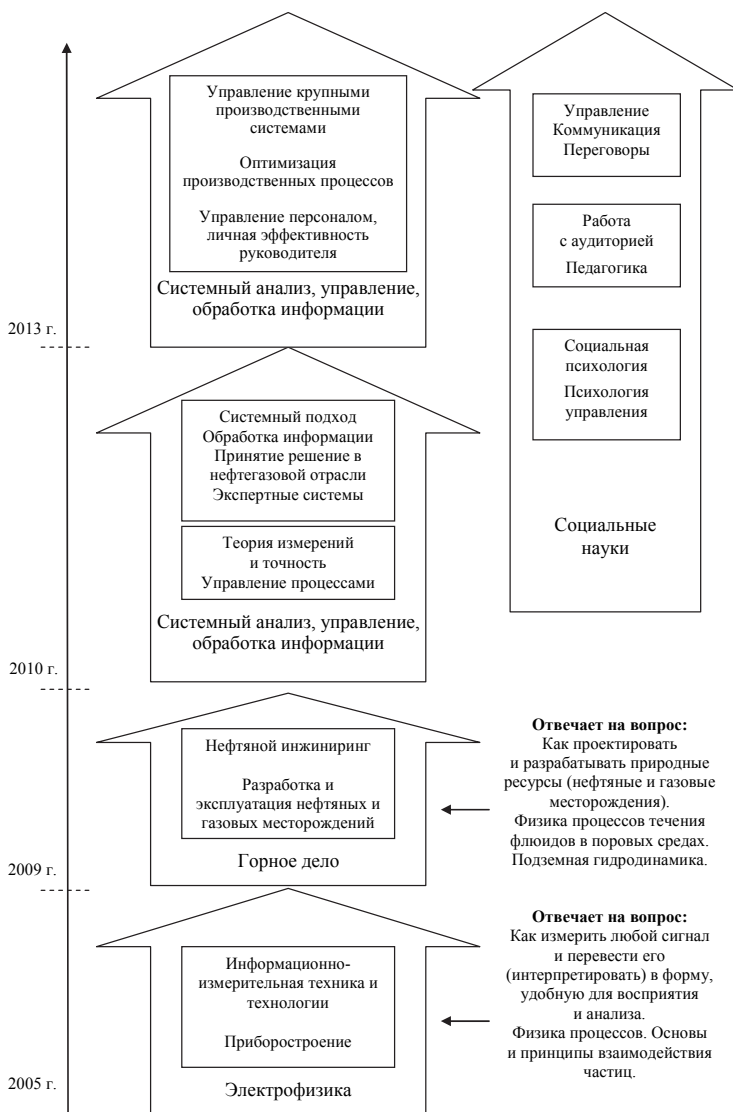 Управление крупными
производственными
системами
Оптимизация
производственных процессов
Управление персоналом,
личная эффективность
руководителя
Системный анализ, управление,
обработка информации
Управление
Коммуникация
Переговоры
Работа
с аудиторией
Педагогика
Социальная
психология
Психология
управления
Социальные
науки
2013 г.
Системный подход
Обработка информации
Принятие решение в
нефтегазовой отрасли
Экспертные системы
Теория измерений
и точность
Управление процессами
Системный анализ, управление,
обработка информации
2010 г.
Нефтяной инжиниринг
Разработка и
эксплуатация нефтяных и
газовых месторождений
Горное дело
Отвечает на вопрос:
Как проектировать
и разрабатывать природные
ресурсы (нефтяные и газовые
месторождения).
Физика процессов течения
флюидов в поровых средах.
Подземная гидродинамика.
2009 г.
Информационно-
измерительная техника и
технологии
Приборостроение
Электрофизика
Отвечает на вопрос:
Как измерить любой сигнал
и перевести его
(интерпретировать) в форму,
удобную для восприятия
и анализа.
Физика процессов. Основы
и принципы взаимодействия
частиц.
2005 г.